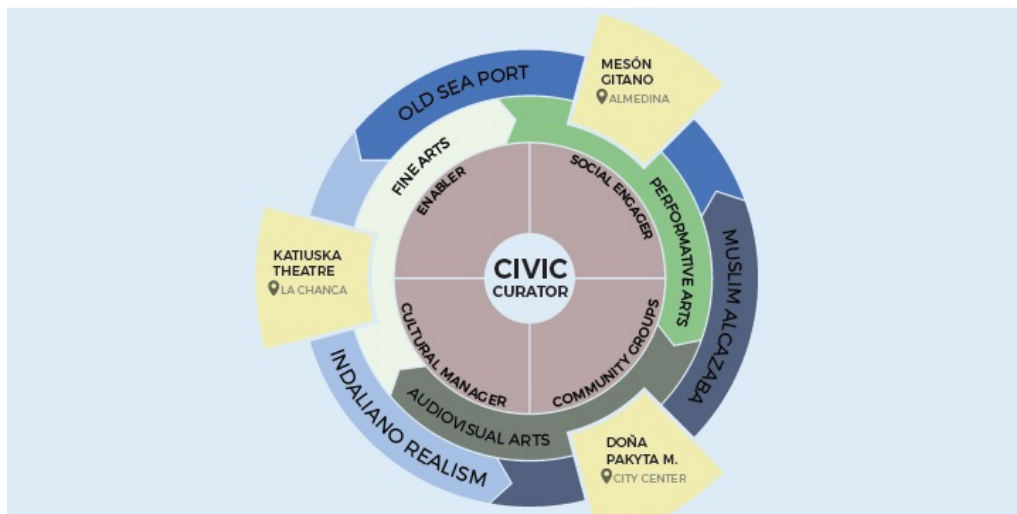 OLD SEA PORT
MESÓN
GITANO
ALMEDINA
FINE ARTS
ENABLER
SOCIAL ENGAGER
PERFORMATIVE ARTS
MUSLIM ALCAZABA
KATIUSKA
THEATRE
LA CHANCA
CIVIC
CURATOR
CULTURAL MANAGER
COMMUNITY GROUPS
INDALIANO REALISM
AUDIOVISUAL ARTS
DOÑA
PAKYTA M.
CITY CENTER